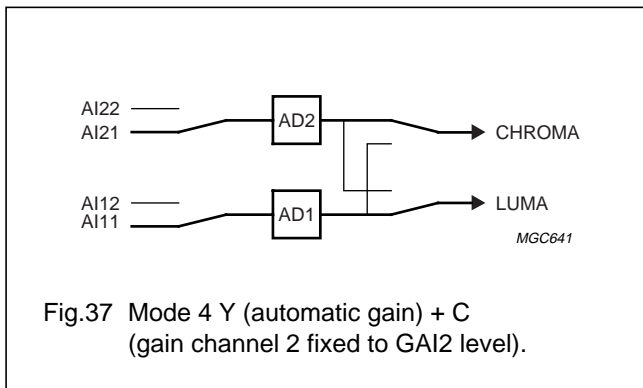 AI22
AI21
AD2
CHROMA
AI12
AI11
AD1
LUMA
MGC641
Fig.37 Mode 4 Y (automatic gain) + C
(gain channel 2 fixed to GAI2 level).